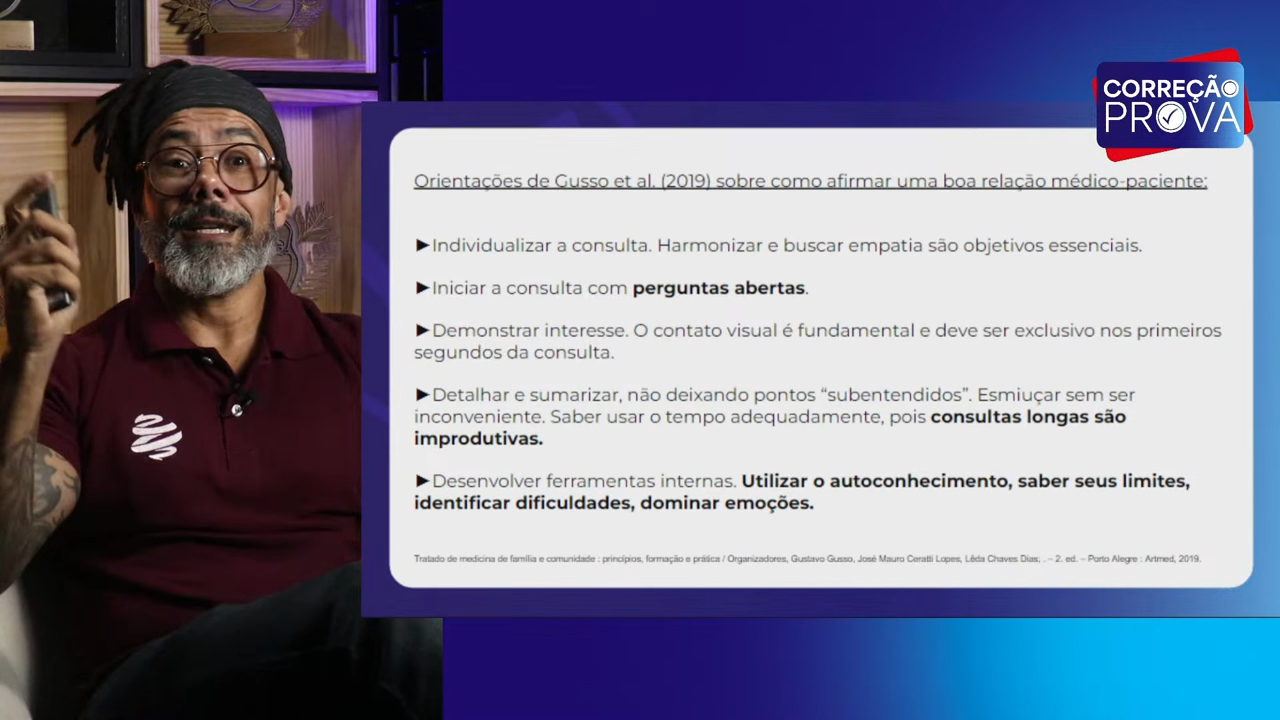 CORREÇÃO
PROVA
Orientações de Gusso et al. (2019) sobre como afirmar uma boa relação médico-paciente:
►Individualizar a consulta. Harmonizar e buscar empatia são objetivos essenciais.
►Iniciar a consulta com perguntas abertas.
►Demonstrar interesse. O contato visual é fundamental e deve ser exclusivo nos primeiros
segundos da consulta.
►Detalhar e sumarizar, não deixando pontos “subentendidos”. Esmiuçar sem ser
inconveniente. Saber usar o tempo adequadamente, pois consultas longas são
improdutivas.
►Desenvolver ferramentas internas. Utilizar o autoconhecimento, saber seus limites,
identificar dificuldades, dominar emoções.
Tratado de medicina de família e comunidade : princípios, formação e prática / Organizadores, Gustavo Gusso, José Mauro Ceratti Lopes, Lêda Chaves Dias; . – 2. ed. – Porto Alegre : Artmed, 2019.